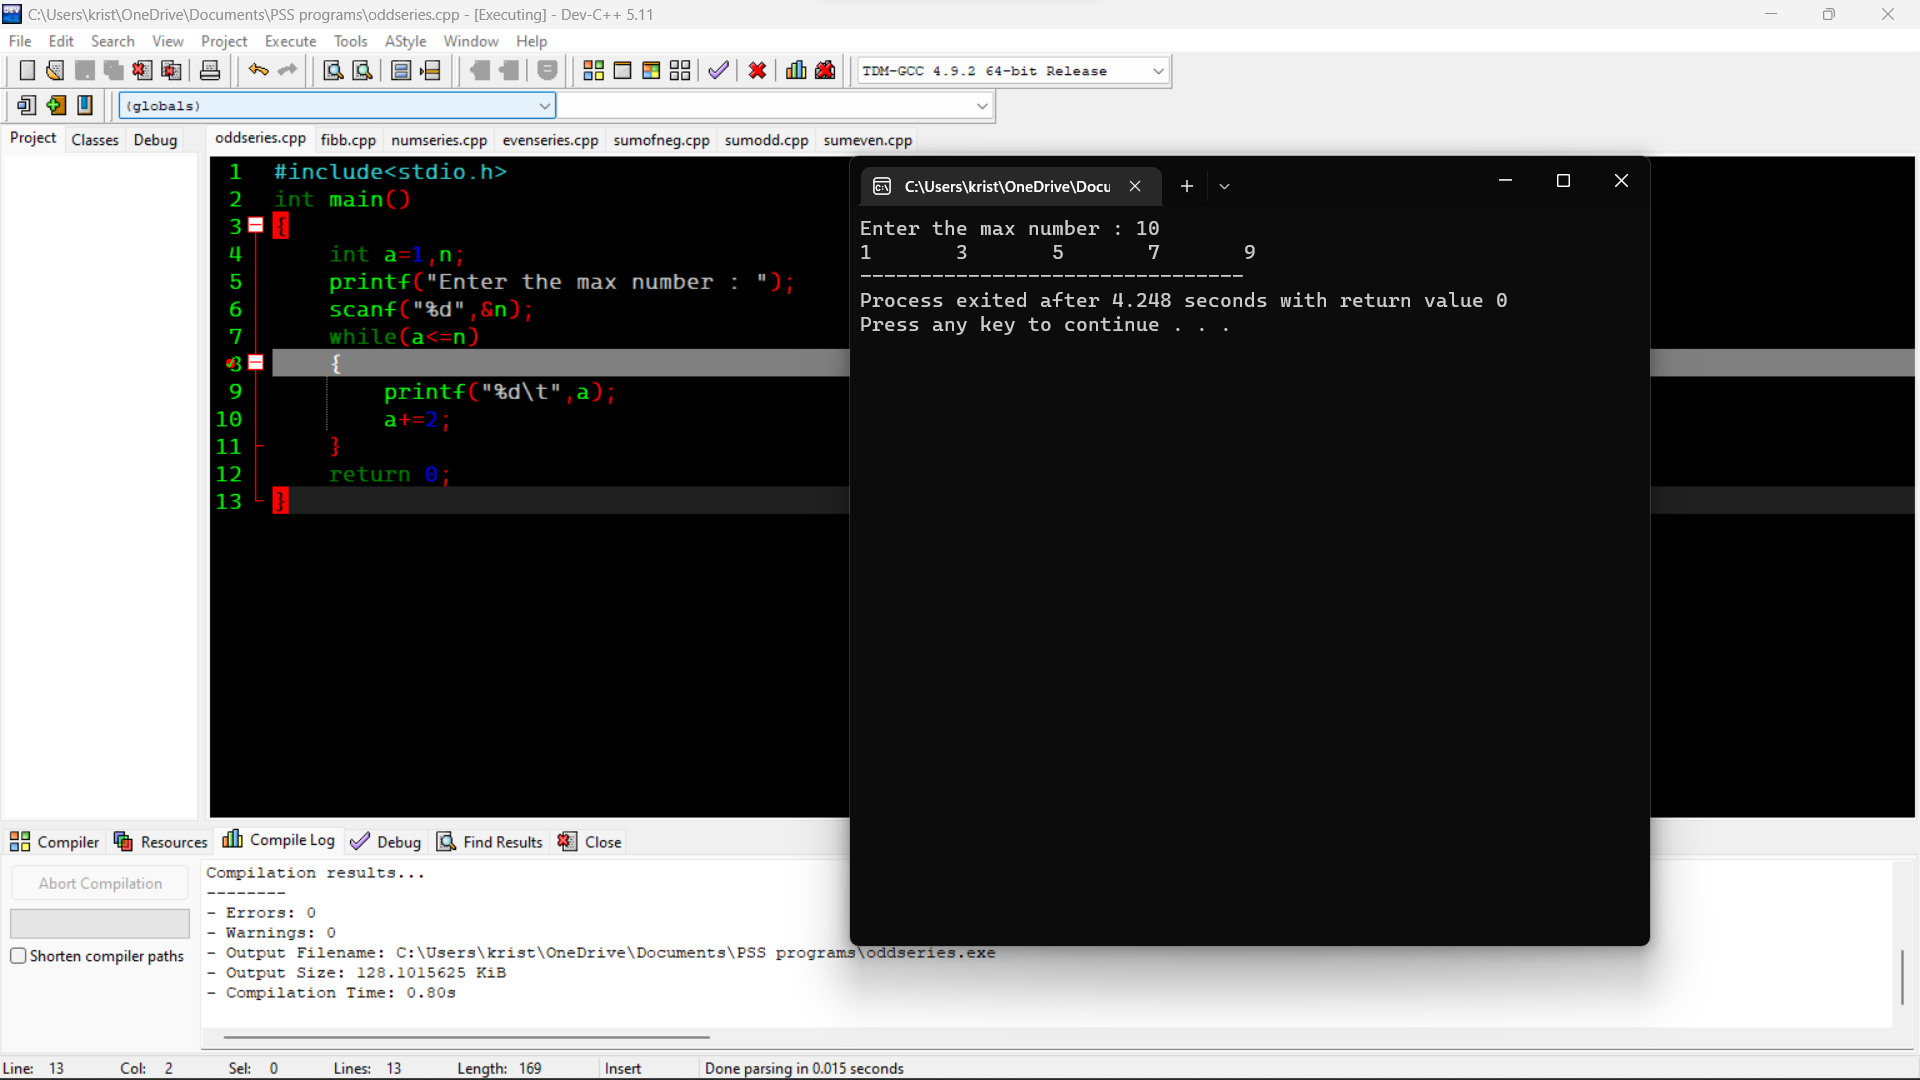 C:\Users\krist\OneDrive\Documents\PSS programs\oddseries.cpp - [Executing] - Dev-C++ 5.11
File Edit Search View Project Execute Tools AStyle Window Help
TDM-GCC 4.9.2 64-bit Release
(globals)
Project Classes Debug
oddseries.cpp fibb.cpp numseries.cpp evenseries.cpp sumofneg.cpp sumodd.cpp sumeven.cpp
1 #include<stdio.h>
2 int main()
3 {
4 int a=1,n;
5 printf("Enter the max number : ");
6 scanf("%d",&n);
7 while(a<=n)
8 {
9 printf("%d\t",a);
10 a+=2;
11 }
12 return 0;
13 }
C:\Users\krist\OneDrive\Docu
Enter the max number : 10
1 3 5 7 9
--------------------------------
Process exited after 4.248 seconds with return value 0
Press any key to continue . . .
Compiler Resources Compile Log Debug Find Results Close
Abort Compilation
Shorten compiler paths
Compilation results...
--------
- Errors: 0
- Warnings: 0
- Output Filename: C:\Users\krist\OneDrive\Documents\PSS programs\oddseries.exe
- Output Size: 128.1015625 KiB
- Compilation Time: 0.80s
Line: 13 Col: 2 Sel: 0 Lines: 13 Length: 169 Insert Done parsing in 0.015 seconds